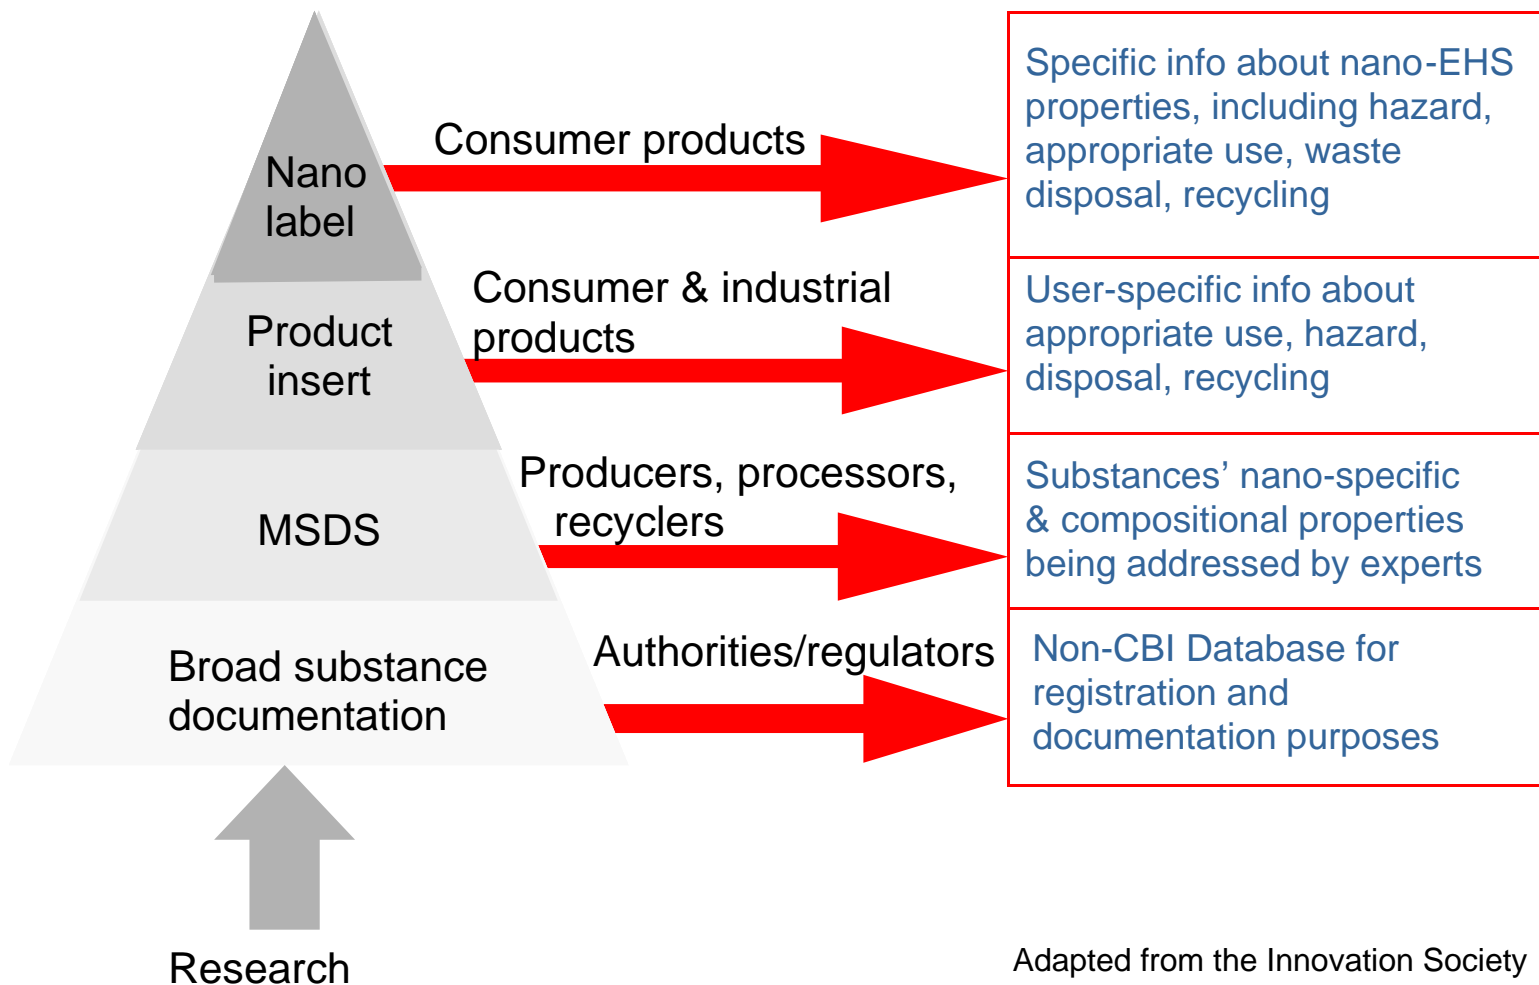 Nano
label
Consumer products
Specific info about nano-EHS
properties, including hazard,
appropriate use, waste
disposal, recycling
Product
insert
Consumer & industrial
products
User-specific info about
appropriate use, hazard,
disposal, recycling
MSDS
Producers, processors,
recyclers
Substances’ nano-specific
& compositional properties
being addressed by experts
Broad substance
documentation
Authorities/regulators
Non-CBI Database for
registration and
documentation purposes
Research
Adapted from the Innovation Society